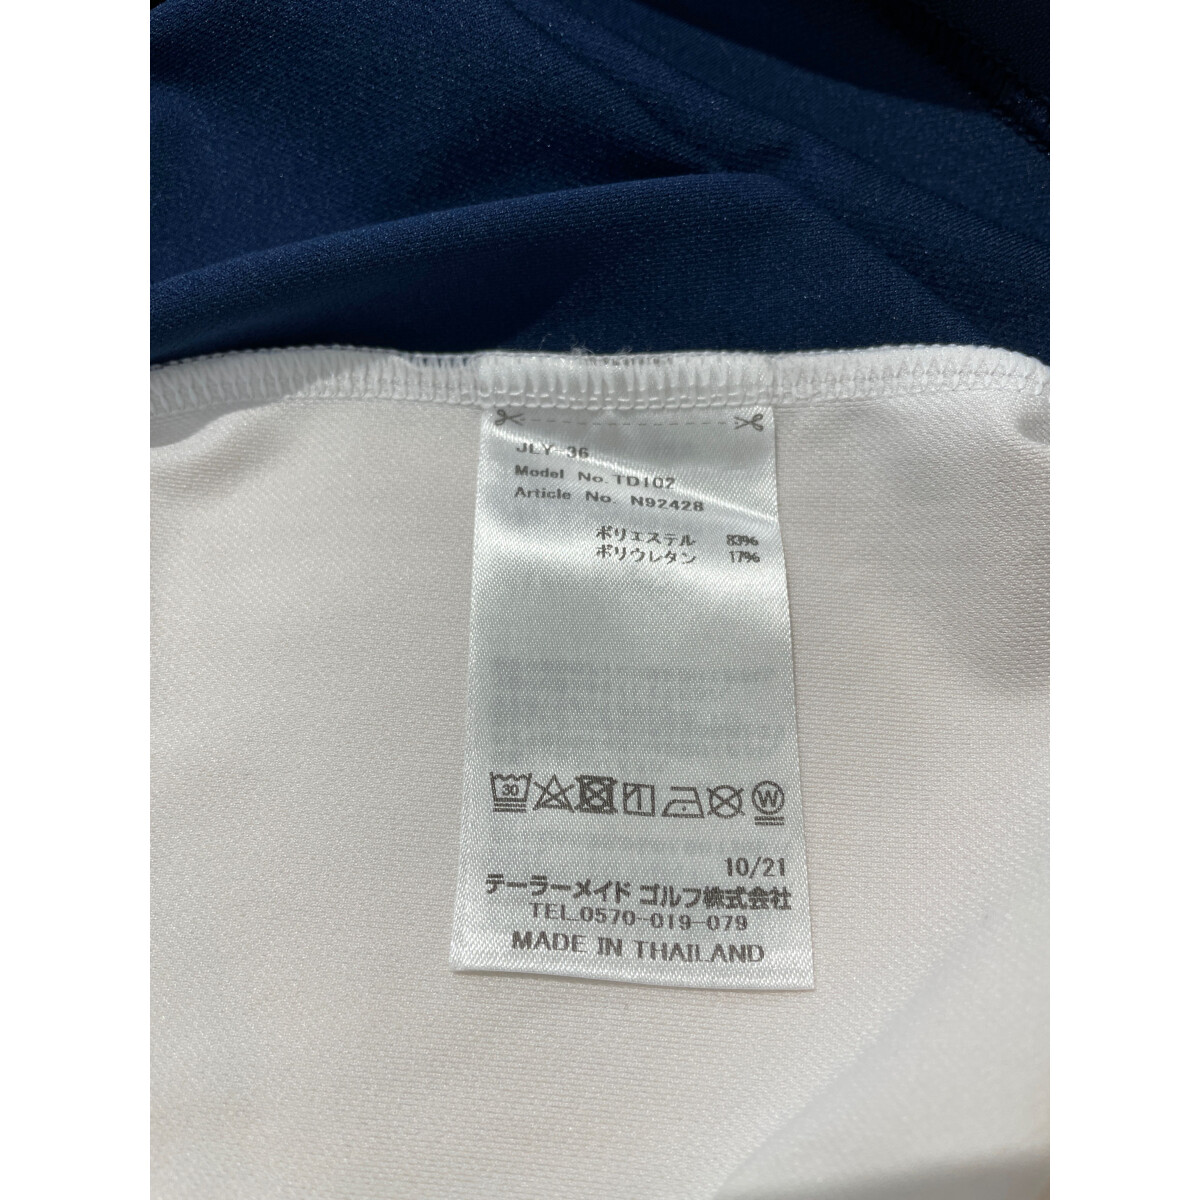 JLY-36
Model No. TD102
Article No. N92428
ポリエステル 83%
ポリウレタン 17%
30
W
10/21
テーラーメイド ゴルフ株式会社
TEL.0570-019-079
MADE IN THAILAND